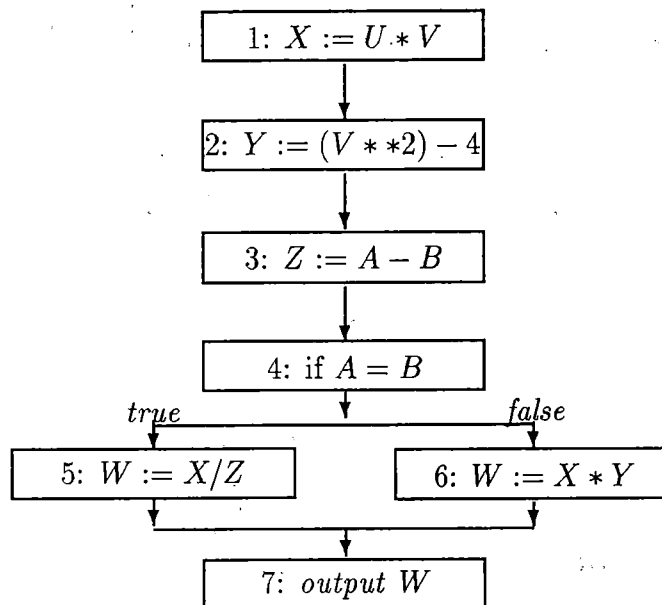 1: X := U * V
2: Y := (V * *2) − 4
3: Z := A − B
4: if A = B
true
false
5: W := X/Z
6: W := X * Y
7: output W